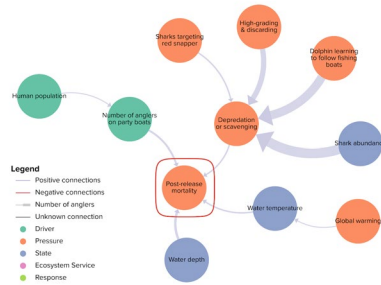 High-grading
& discarding
Sharks targeting
red snapper
Dolphin learning
to follow fishing
boats
Human population
Number of anglers
on party boats
Depredation
or scavenging
Shark abundanc
Legend
Positive connections
Negative connections
Number of anglers
Unknown connection
Driver
Pressure
State
Ecosystem Service
Response
Post-release
mortality
Water temperature
Global warming
Water depth